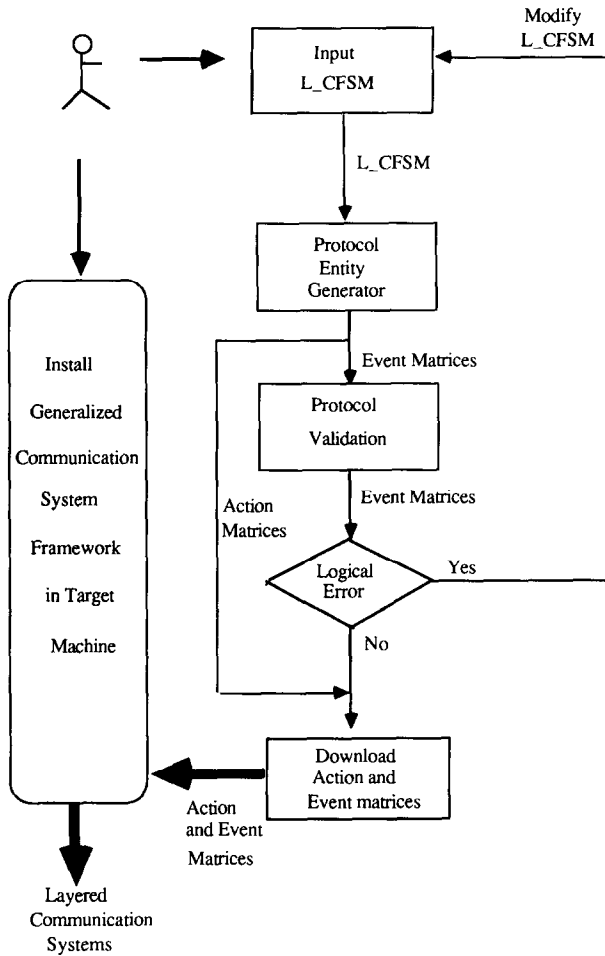 Modify
L_CFSM
Input
L_CFSM
L_CFSM
Protocol
Entity
Generator
Event Matrices
Protocol
Validation
Event Matrices
Action
Matrices
Logical
Error
Yes
No
Download
Action and
Event matrices
Action
and Event
Matrices
Install
Generalized
Communication
System
Framework
in Target
Machine
Layered
Communication
Systems